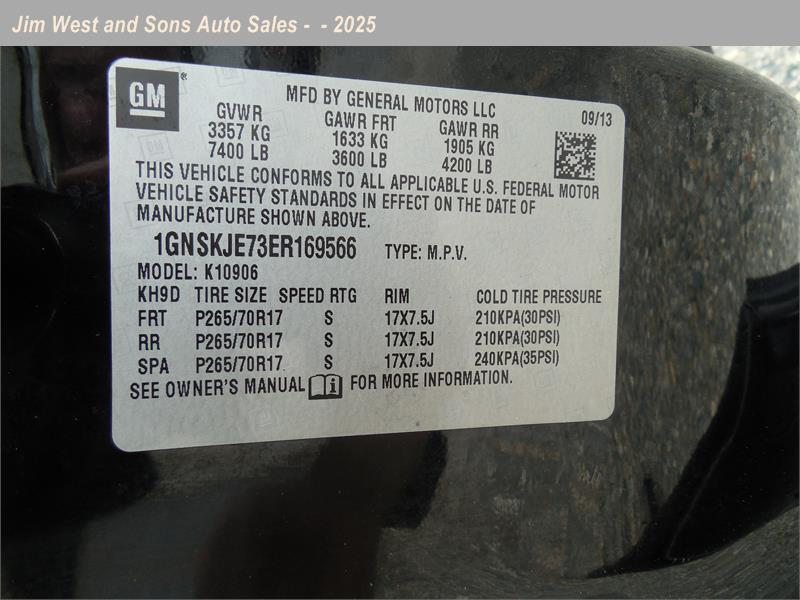 Jim West and Sons Auto Sales -  - 2025
GM ®
MFD BY GENERAL MOTORS LLC
09/13
GVWR GAWR FRT GAWR RR
3357 KG 1633 KG 1905 KG
7400 LB 3600 LB 4200 LB
THIS VEHICLE CONFORMS TO ALL APPLICABLE U.S. FEDERAL MOTOR
VEHICLE SAFETY STANDARDS IN EFFECT ON THE DATE OF
MANUFACTURE SHOWN ABOVE.
1GNSKJE73ER169566 TYPE: M.P.V.
MODEL: K10906
KH9D TIRE SIZE SPEED RTG RIM COLD TIRE PRESSURE
FRT P265/70R17 S 17X7.5J 210KPA(30PSI)
RR P265/70R17 S 17X7.5J 210KPA(30PSI)
SPA P265/70R17 S 17X7.5J 240KPA(35PSI)
SEE OWNER'S MANUAL i FOR MORE INFORMATION.